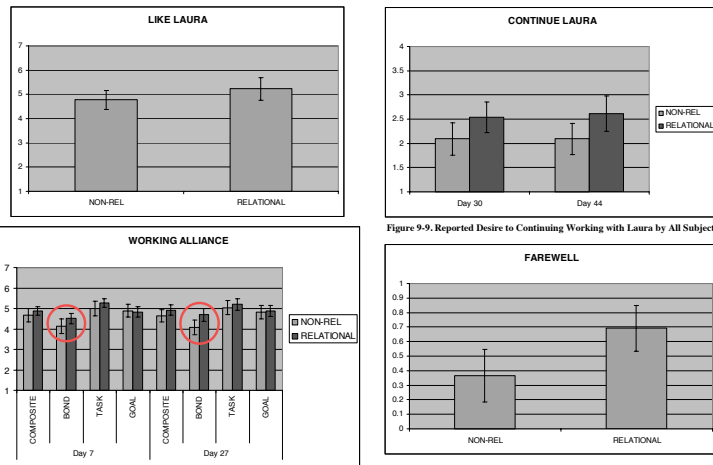 LIKE LAURA
7
6
5
4
3
2
1
NON-REL RELATIONAL
CONTINUE LAURA
4
3.5
3
2.5
2
1.5
1
Day 30 Day 44
NON-REL
RELATIONAL
Figure 9-9. Reported Desire to Continuing Working with Laura by All Subject
WORKING ALLIANCE
7
6
5
4
3
2
1
COMPOSITE BOND TASK GOAL COMPOSITE BOND TASK GOAL
Day 7 Day 27
NON-REL
RELATIONAL
FAREWELL
1
0.9
0.8
0.7
0.6
0.5
0.4
0.3
0.2
0.1
0
NON-REL RELATIONAL